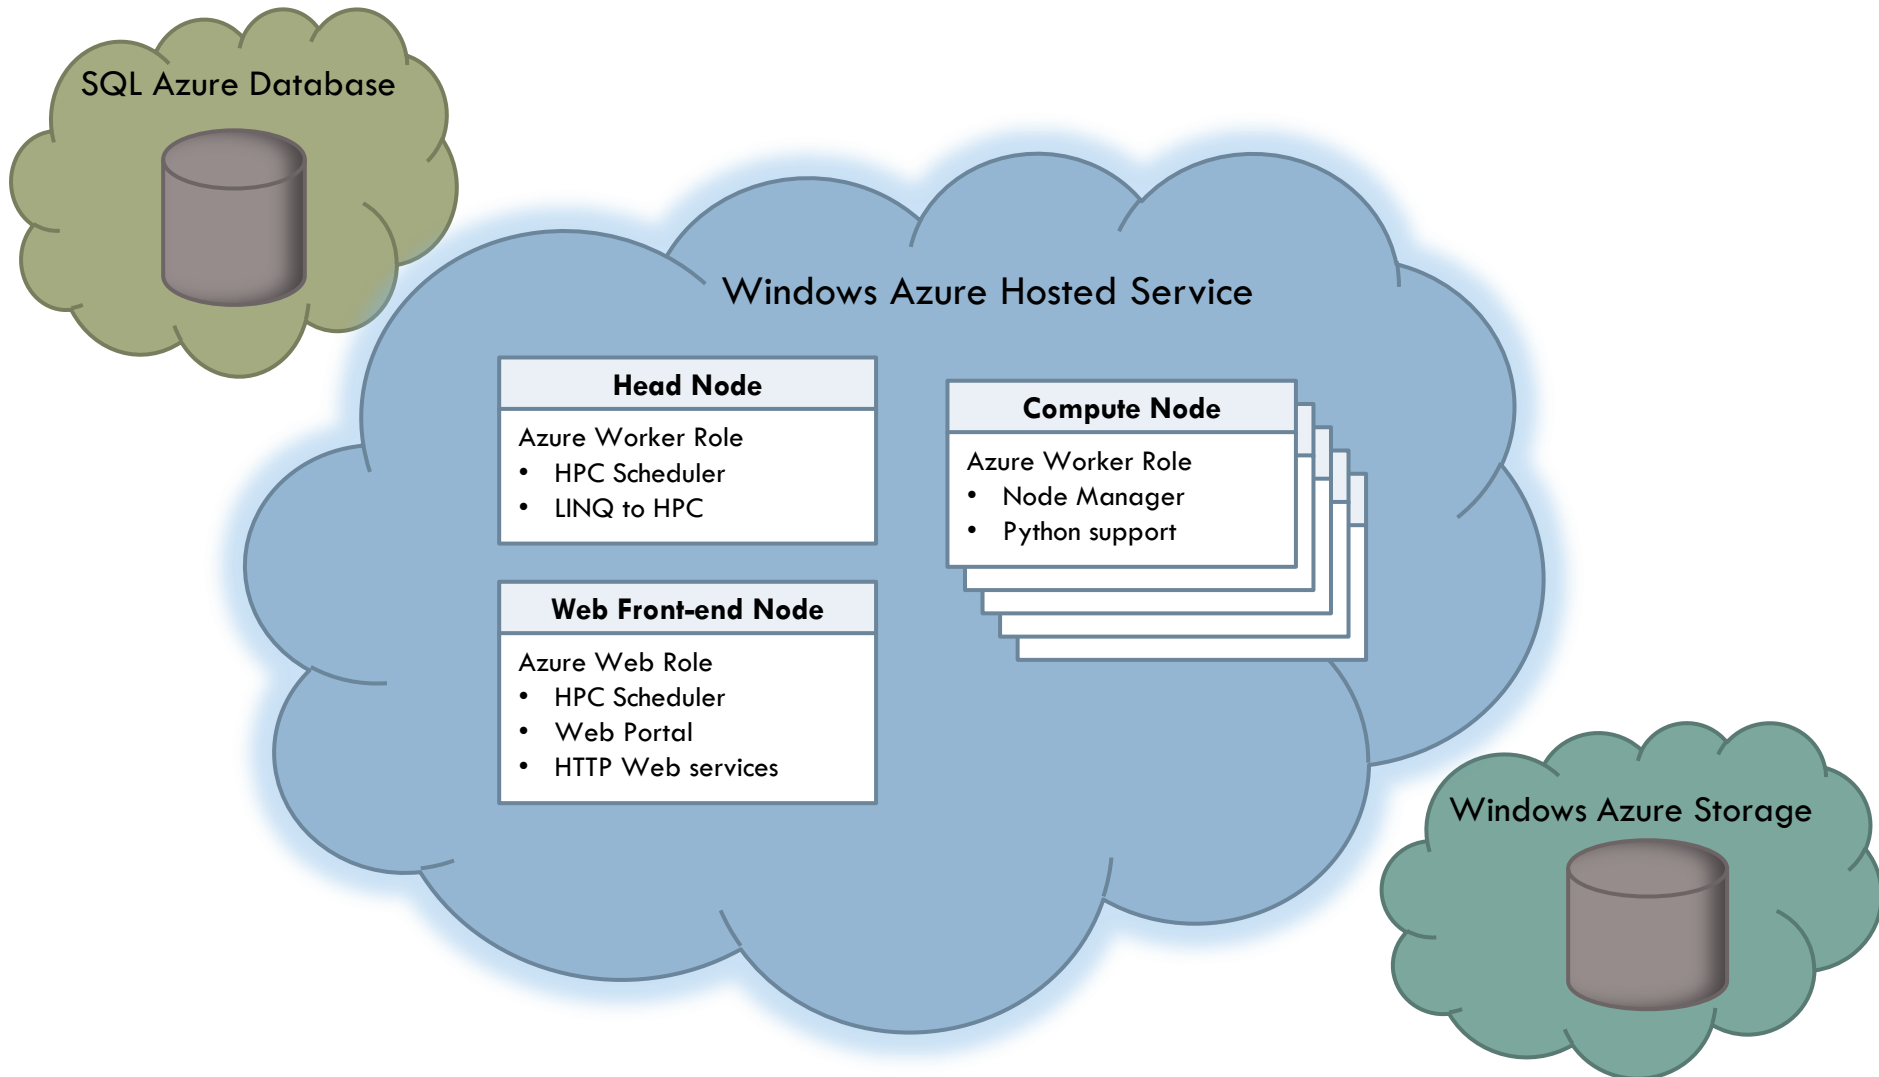 SQL Azure Database
Windows Azure Hosted Service
Head Node
Azure Worker Role
• HPC Scheduler
• LINQ to HPC
Compute Node
Azure Worker Role
• Node Manager
• Python support
Web Front-end Node
Azure Web Role
• HPC Scheduler
• Web Portal
• HTTP Web services
Windows Azure Storage